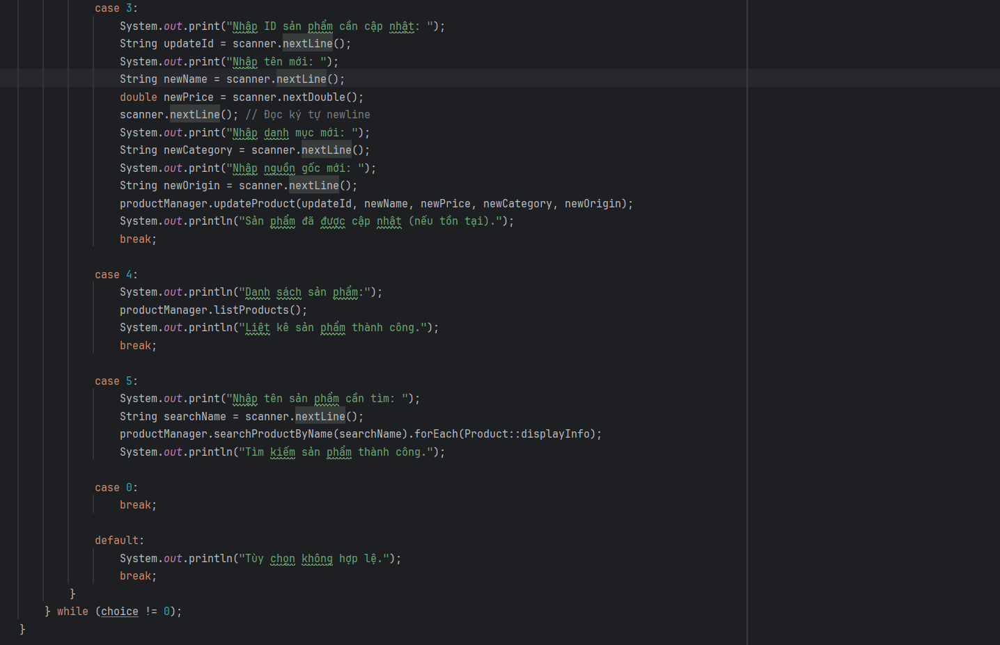 case 3:
System.out.print("Nhập ID sản phẩm cần cập nhật: ");
String updateId = scanner.nextLine();
System.out.print("Nhập tên mới: ");
String newName = scanner.nextLine();
double newPrice = scanner.nextDouble();
scanner.nextLine(); // Đọc ký tự newline
System.out.print("Nhập danh mục mới: ");
String newCategory = scanner.nextLine();
System.out.print("Nhập nguồn gốc mới: ");
String newOrigin = scanner.nextLine();
productManager.updateProduct(updateId, newName, newPrice, newCategory, newOrigin);
System.out.println("Sản phẩm đã được cập nhật (nếu tồn tại).");
break;
case 4:
System.out.println("Danh sách sản phẩm:");
productManager.listProducts();
System.out.println("Liệt kê sản phẩm thành công.");
break;
case 5:
System.out.print("Nhập tên sản phẩm cần tìm: ");
String searchName = scanner.nextLine();
productManager.searchProductByName(searchName).forEach(Product::displayInfo);
System.out.println("Tìm kiếm sản phẩm thành công.");
case 0:
break;
default:
System.out.println("Tùy chọn không hợp lệ.");
break;
}
} while (choice != 0);
}